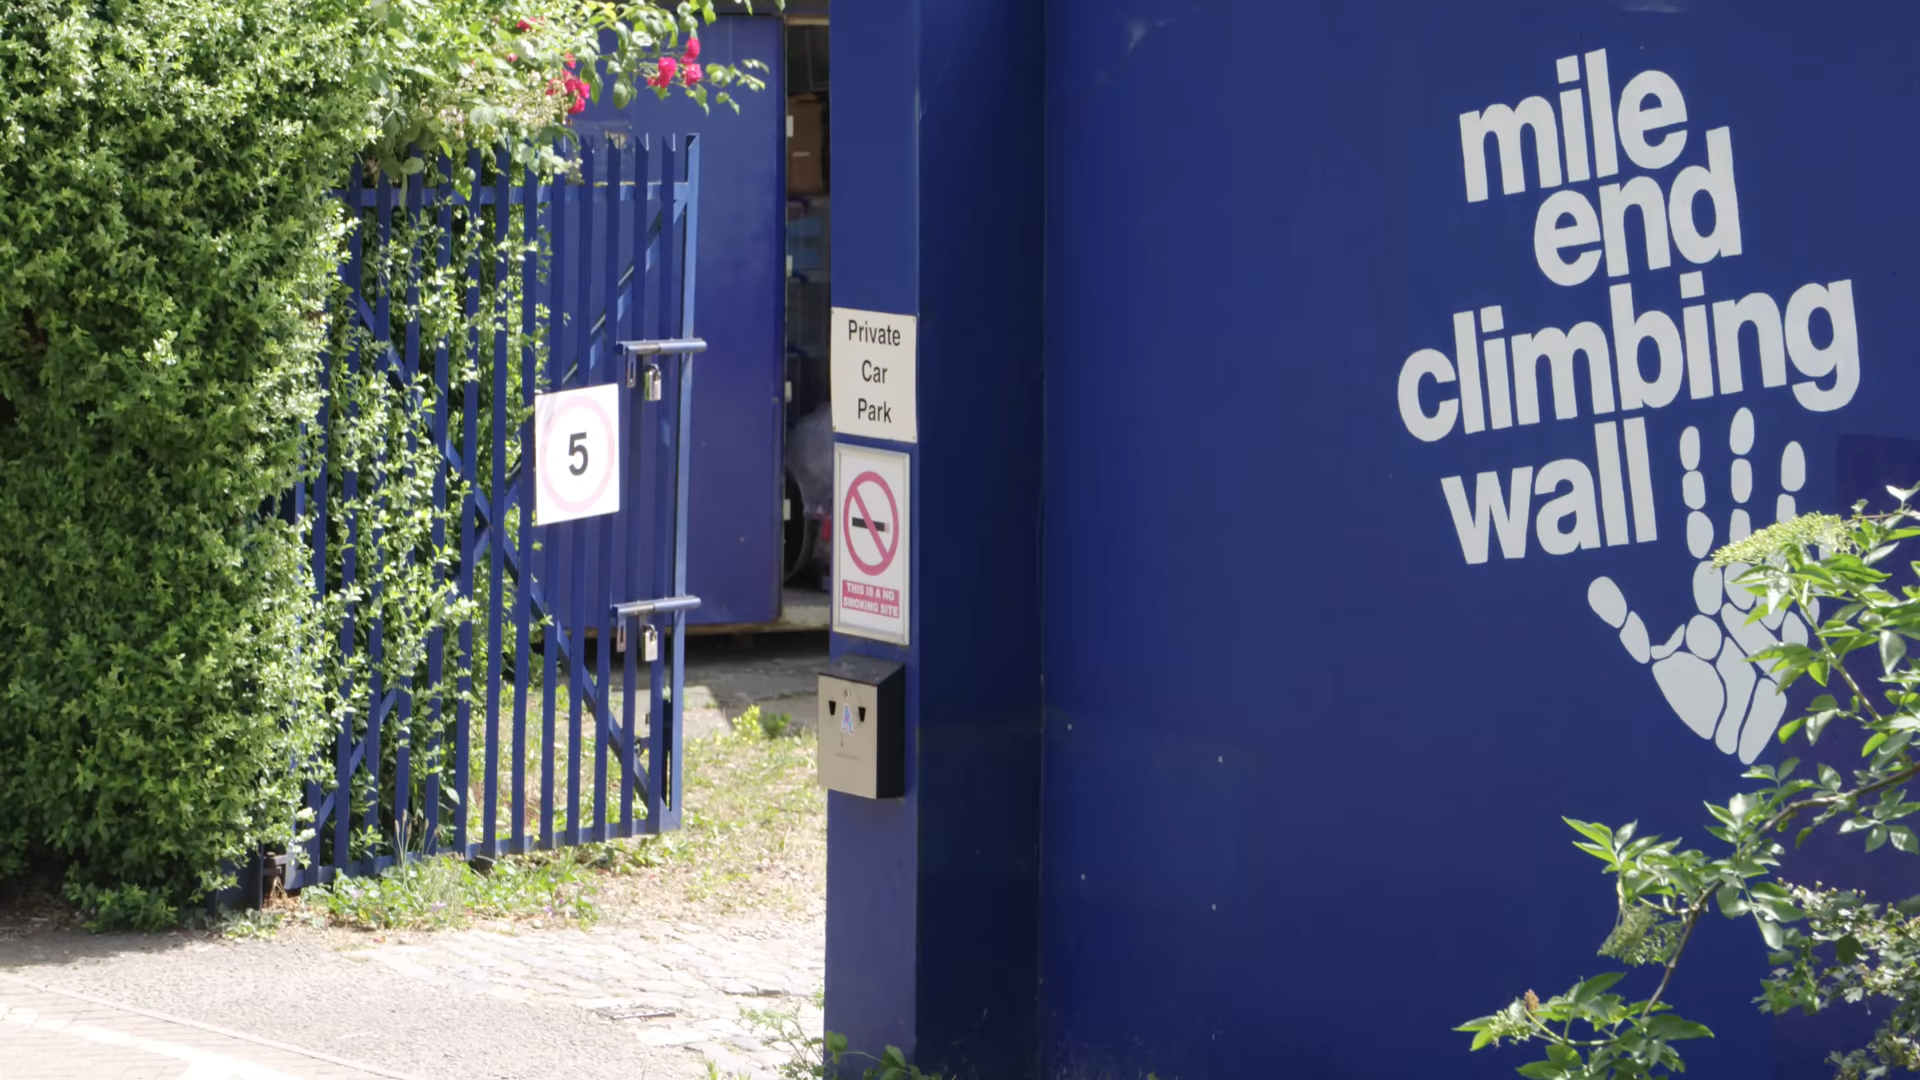 5
Private
Car
Park
THIS IS A NO
SMOKING SITE
mile
end
climbing
wall